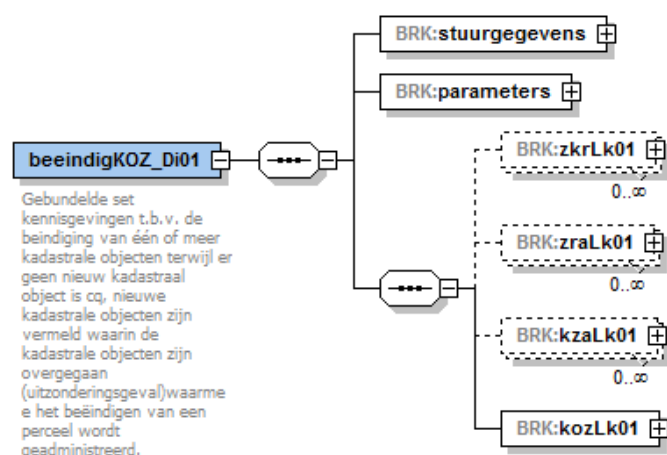 BRK:stuurgegevens
BRK:parameters
beeindigKOZ_Di01
Gebundelde set
kennisgevingen t.b.v. de
beindiging van één of meer
kadastrale objecten terwijl er
geen nieuw kadastraal
object is cq, nieuwe
kadastrale objecten zijn
vermeld waarin de
kadastrale objecten zijn
overgegaan
(uitzonderingsgeval)waarme
e het beëindigen van een
perceel wordt
geadministreerd.
BRK:zkrLk01
0..∞
BRK:zraLk01
0..∞
BRK:kzaLk01
0..∞
BRK:kozLk01